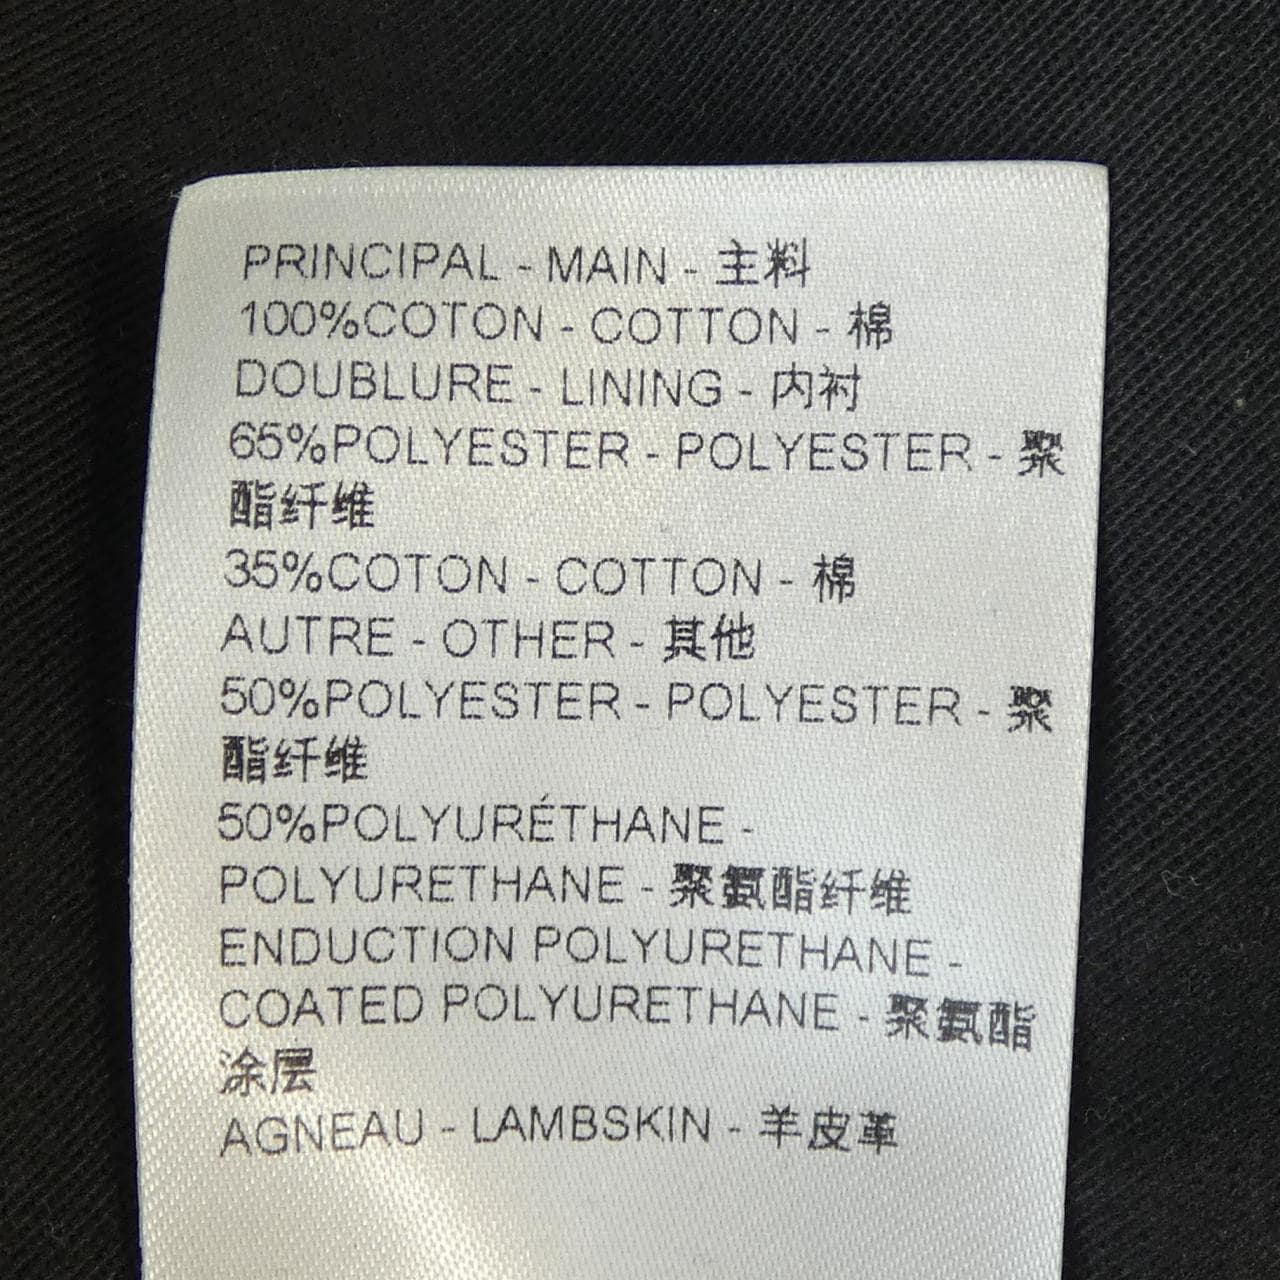 PRINCIPAL - MAIN - 主料
100%COTON - COTTON - 棉
DOUBLURE - LINING - 内衬
65%POLYESTER - POLYESTER - 聚
酯纤维
35%COTON - COTTON - 棉
AUTRE - OTHER - 其他
50%POLYESTER - POLYESTER - 聚
酯纤维
50%POLYURÉTHANE -
POLYURETHANE - 聚氨酯纤维
ENDUCTION POLYURETHANE -
COATED POLYURETHANE - 聚氨酯
涂层
AGNEAU - LAMBSKIN - 羊皮革